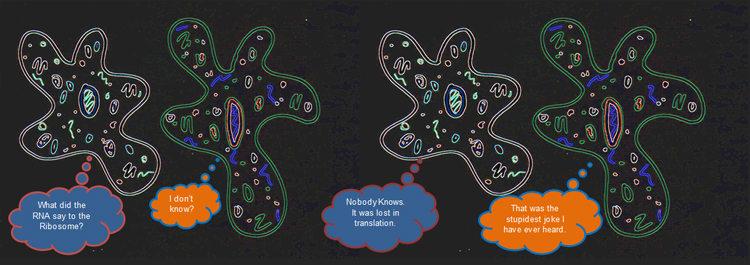 What did the
RNA say to the
Ribosome?
I don't
know?
Nobody Knows.
It was lost in
translation.
That was the
stupidest joke I
have ever heard.